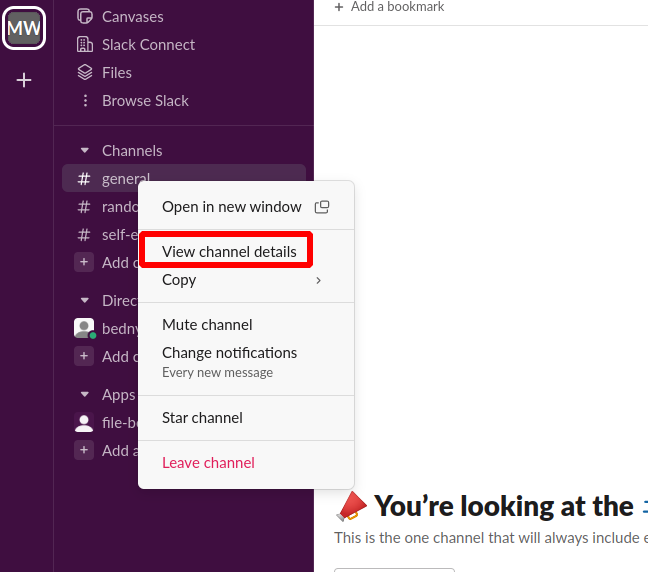 MW
Canvases
Slack Connect
Files
Browse Slack
Channels
# general
#
# self-e
+ Add
Direc
bedny
+ Add
Apps
file-b
+ Add a
Open in new window
View channel details
Copy
Mute channel
Change notifications
Every new message
Star channel
Leave channel
+ Add a bookmark
You’re looking at the
This is the one channel that will always include